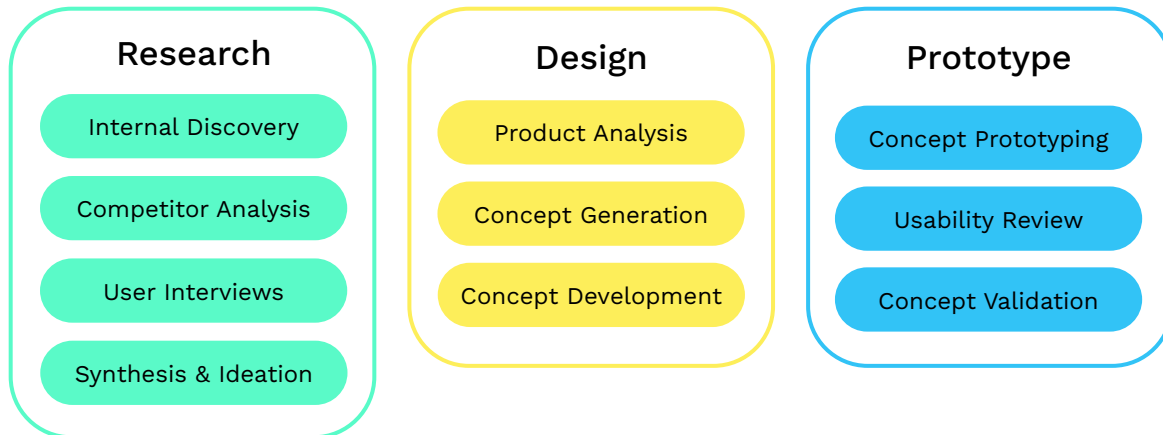 Research
Internal Discovery
Competitor Analysis
User Interviews
Synthesis & Ideation
Design
Product Analysis
Concept Generation
Concept Development
Prototype
Concept Prototyping
Usability Review
Concept Validation